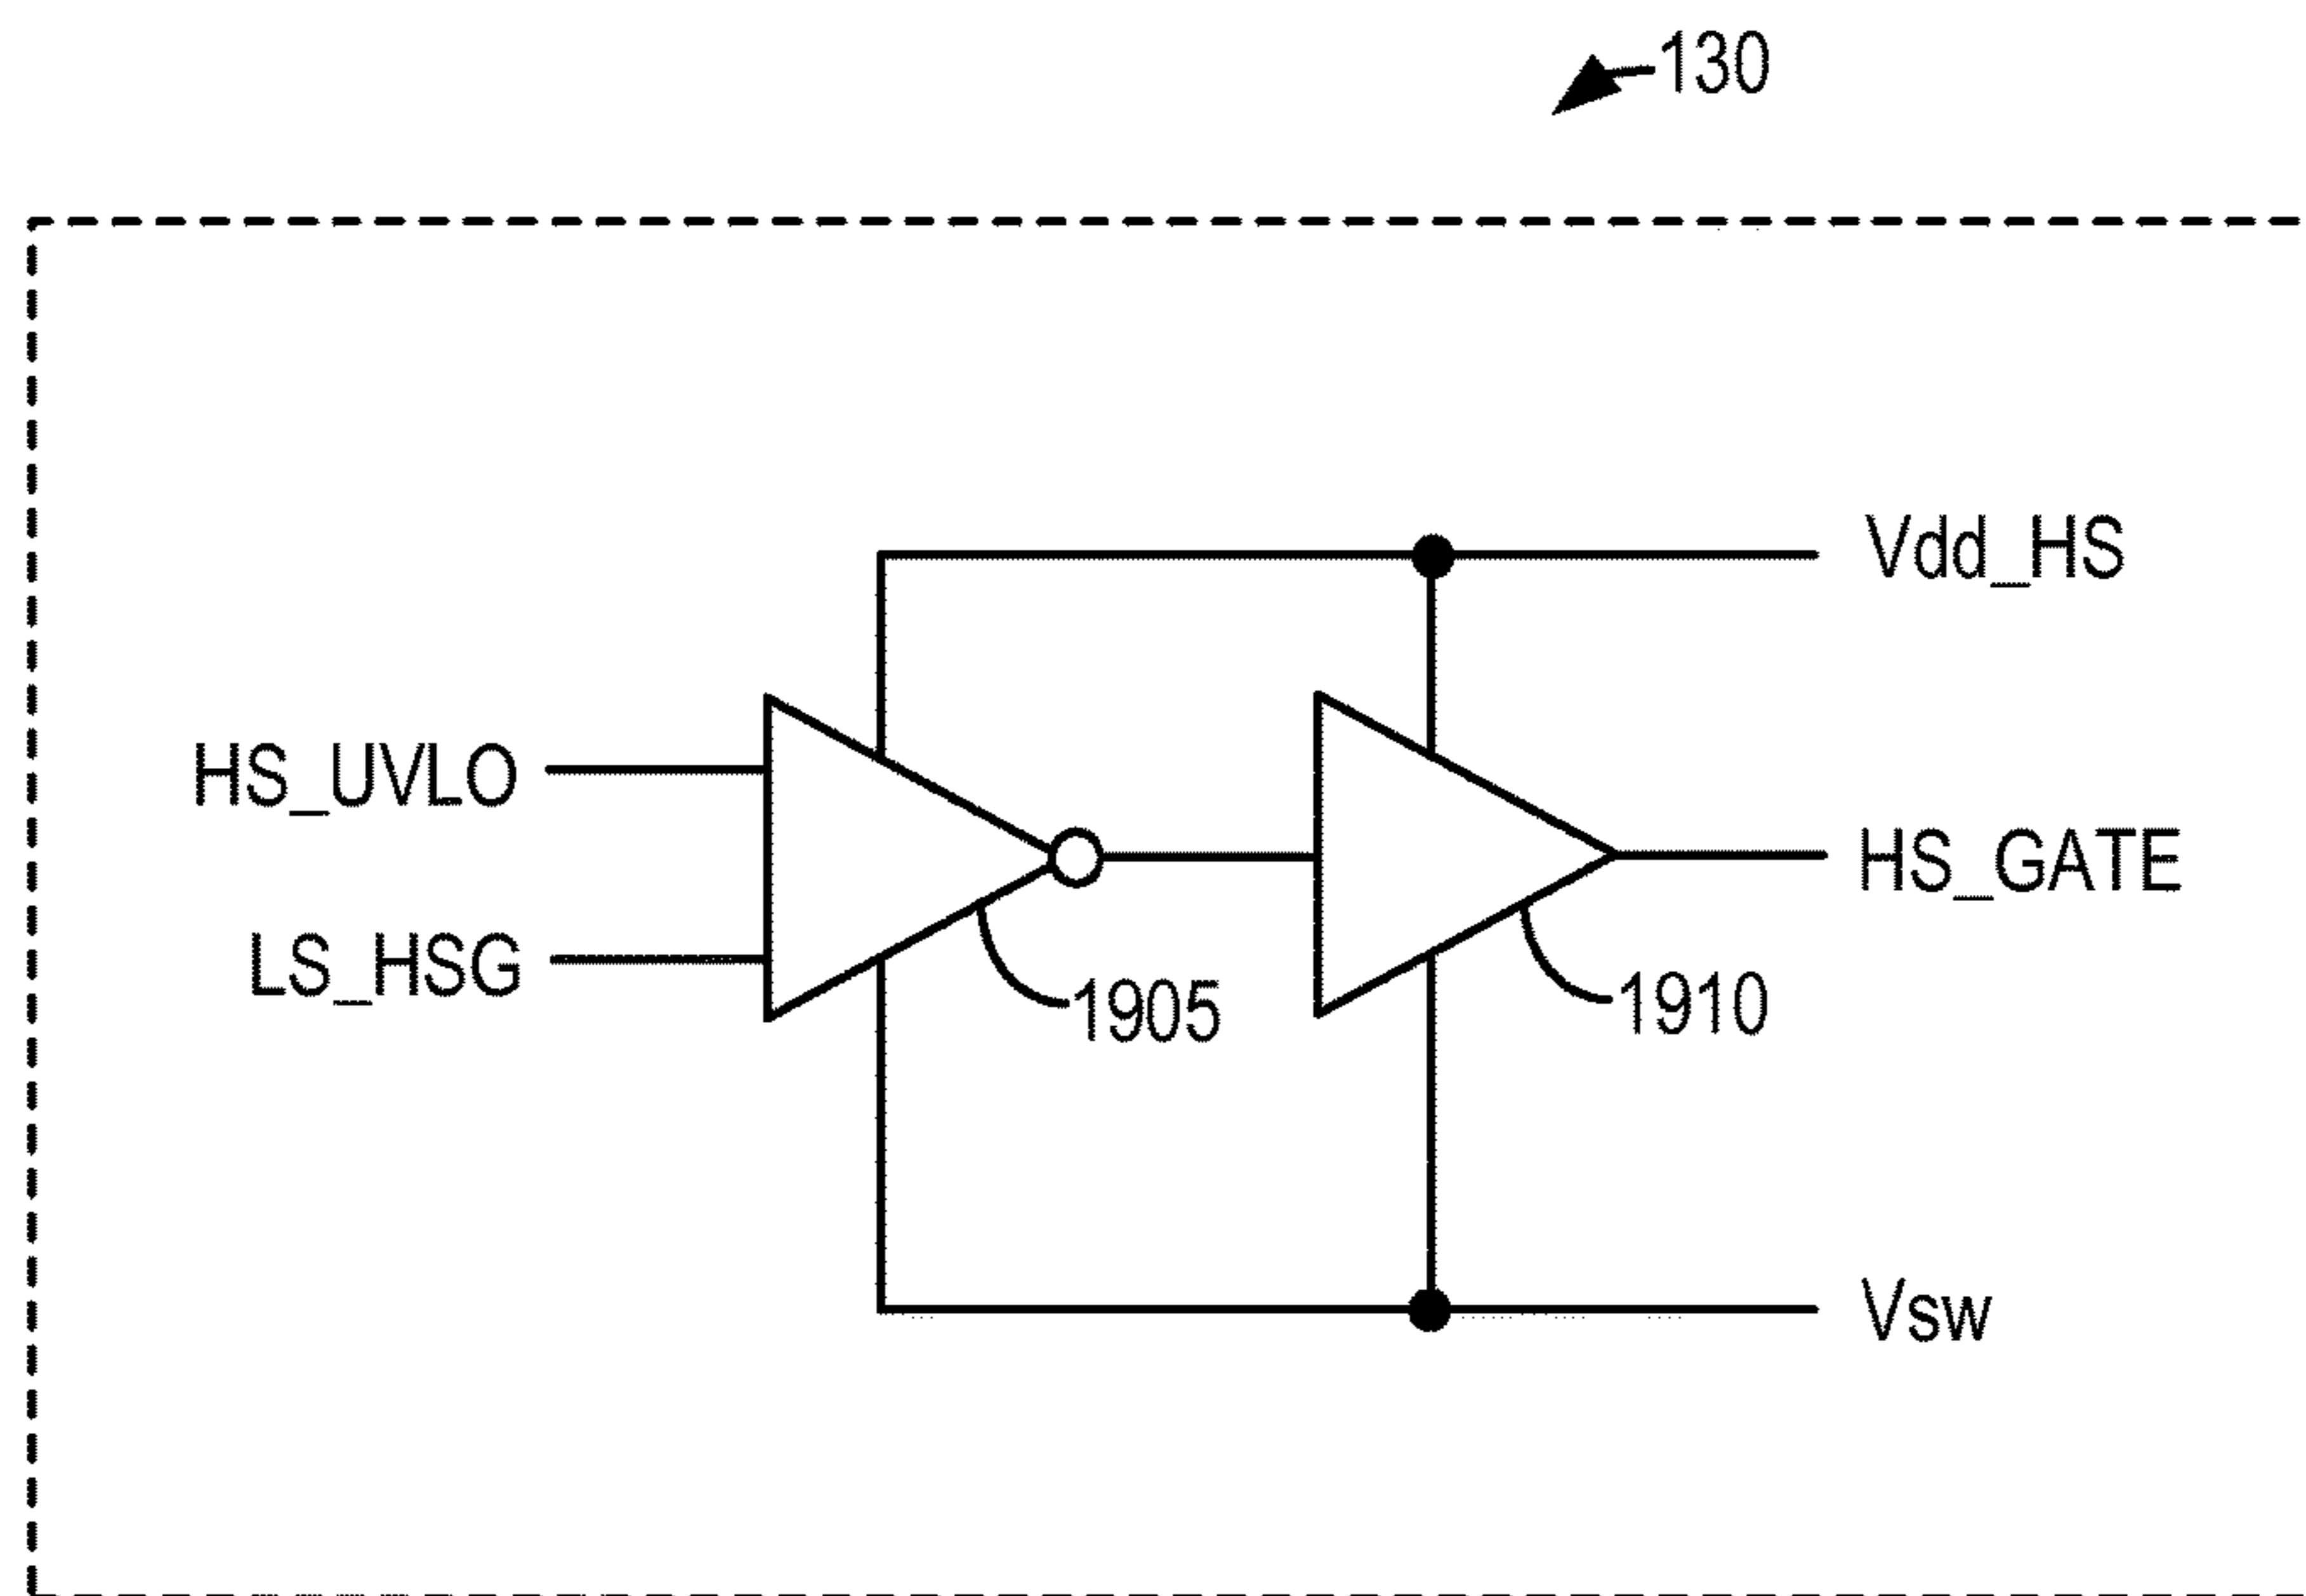 130
Vdd_HS
HS_UVLO
HS_GATE
LS_HSG
1905
1910
Vsw